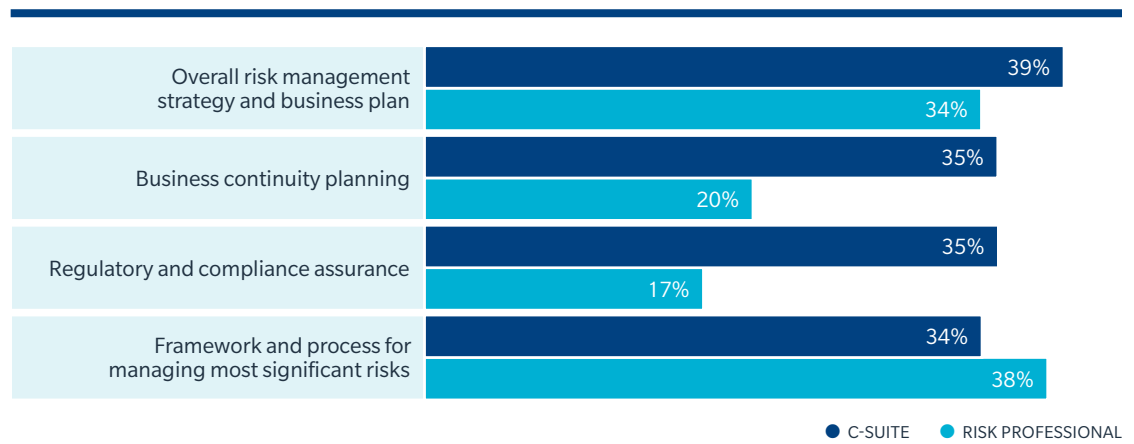 Overall risk management
strategy and business plan
39%
34%
Business continuity planning
35%
20%
Regulatory and compliance assurance
35%
17%
Framework and process for
managing most significant risks
34%
38%
C-SUITE
RISK PROFESSIONAL